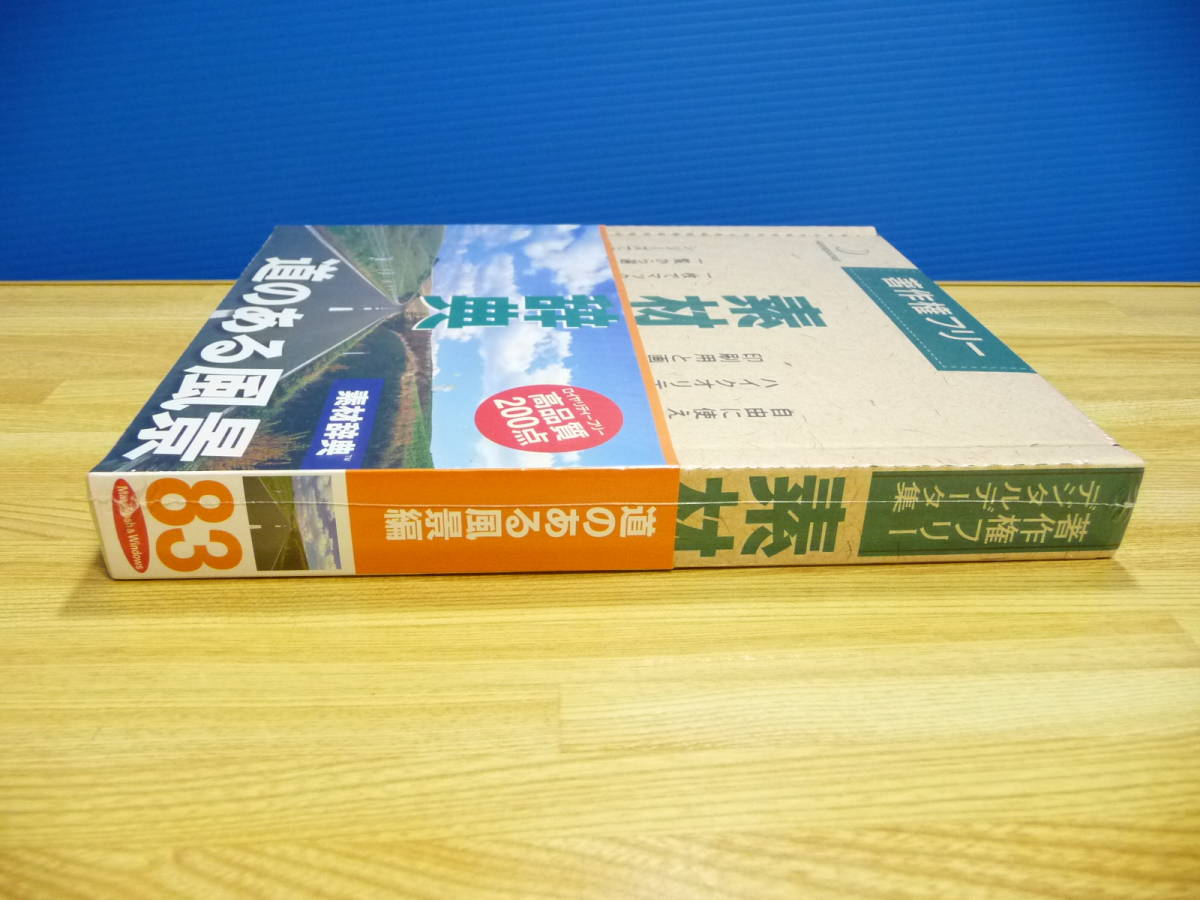 著作権フリー
素材
辞典
自由に使え
ハイクオリテ
印刷用と画
ロイヤリティーフリー
高品質
200点
道のある風景
素材辞典
TM
著作権フリー
デジタルデータ集
素材
道のある風景編
83
Macintosh & Windows